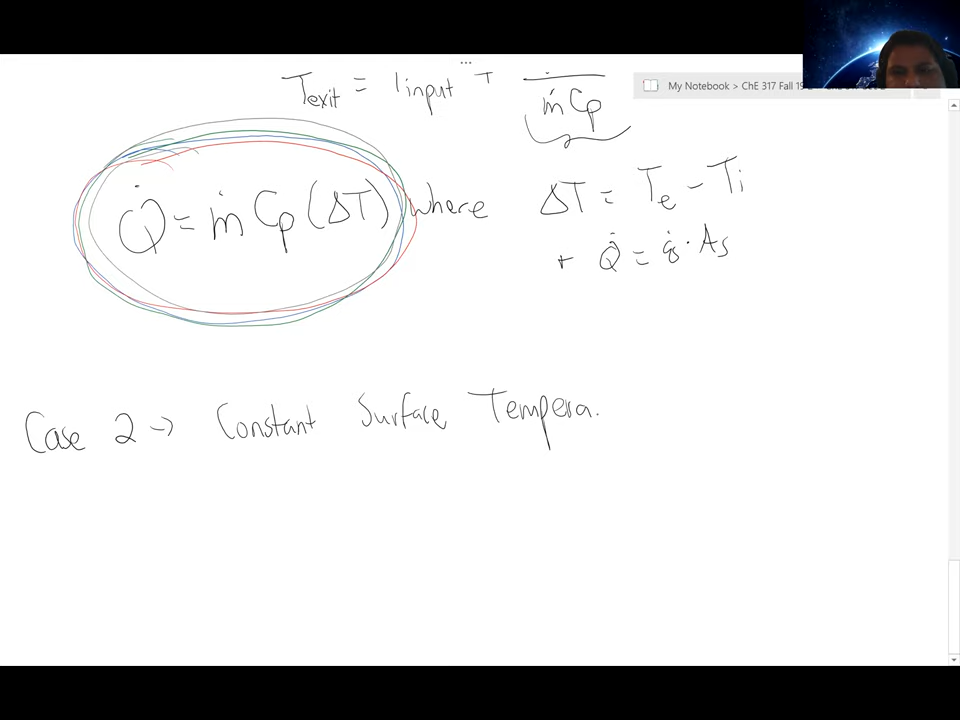 My Notebook > ChE 317 Fall 19
Texit = Tinput +
ṁ Cp
Q̇ = ṁ Cp (ΔT) where ΔT = Te - Ti
+ Q̇ = q̇ · As
Case 2 → Constant Surface Tempera.